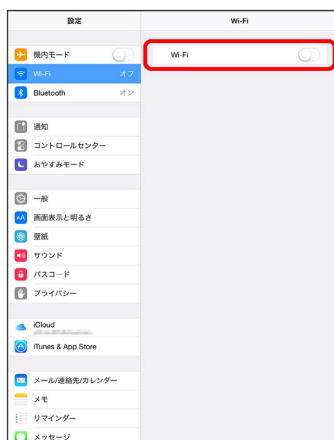 設定
Wi-Fi
機内モード
Wi-Fi オフ
Wi-Fi
Bluetooth オン
通知
コントロールセンター
おやすみモード
一般
AA 画面表示と明るさ
壁紙
サウンド
パスコード
プライバシー
iCloud
iTunes & App Store
メール/連絡先/カレンダー
メモ
リマインダー
メッセージ